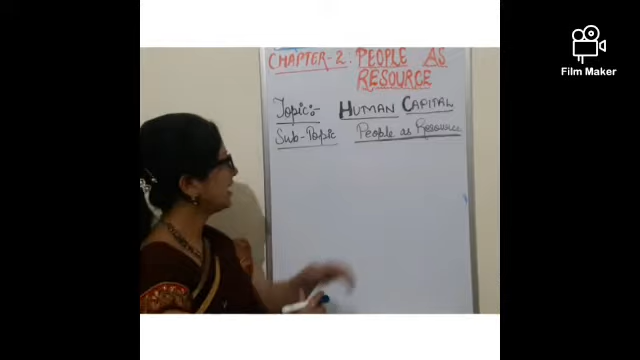 CHAPTER-2: PEOPLE AS
RESOURCE
Topic:- HUMAN CAPITAL
Sub-Topic People as Resource
Film Maker